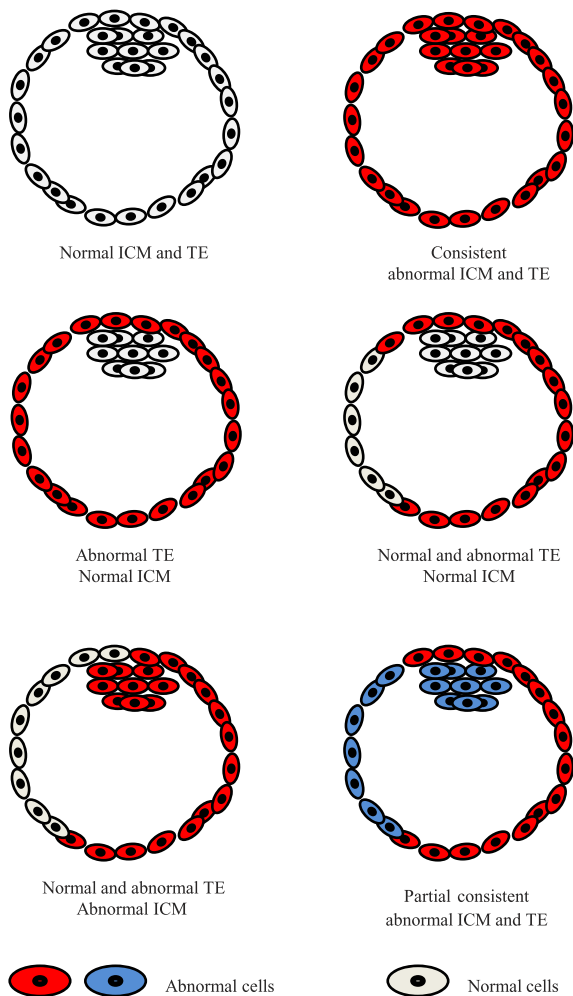 Normal ICM and TE
Consistent
abnormal ICM and TE
Abnormal TE
Normal ICM
Normal and abnormal TE
Normal ICM
Normal and abnormal TE
Abnormal ICM
Partial consistent
abnormal ICM and TE
Abnormal cells
Normal cells